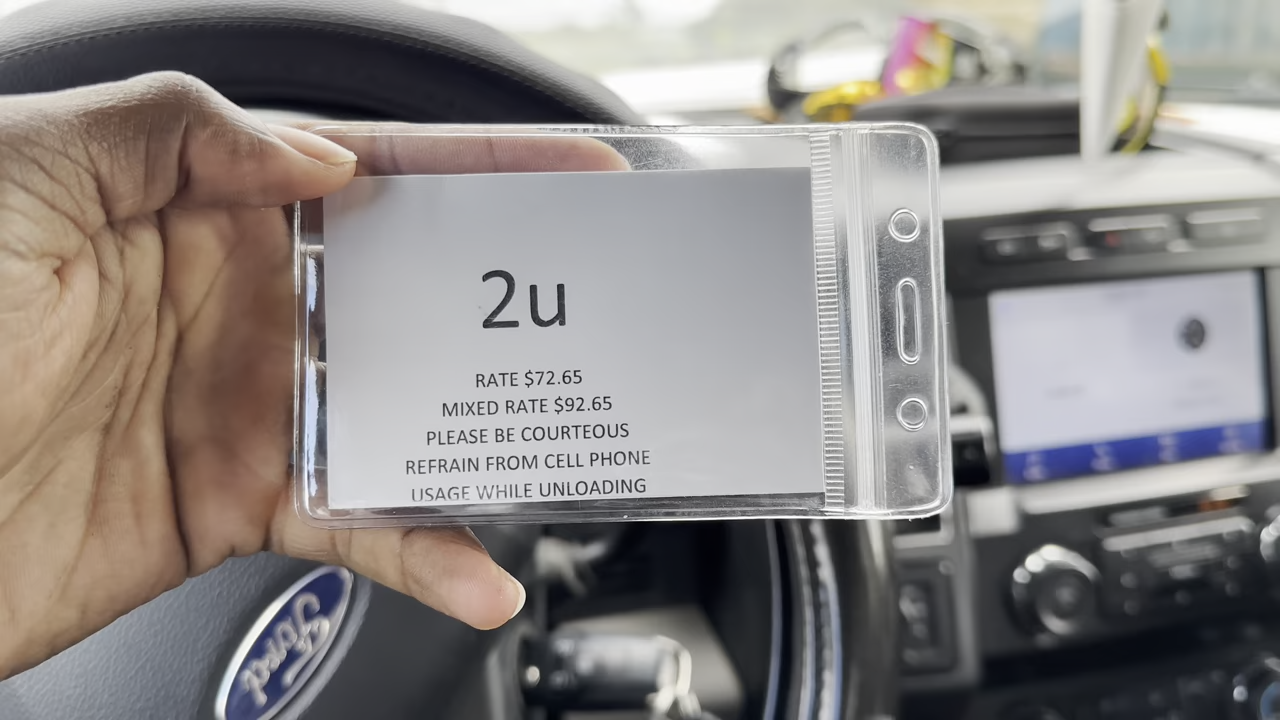 2u
RATE $72.65
MIXED RATE $92.65
PLEASE BE COURTEOUS
REFRAIN FROM CELL PHONE
USAGE WHILE UNLOADING
Ford